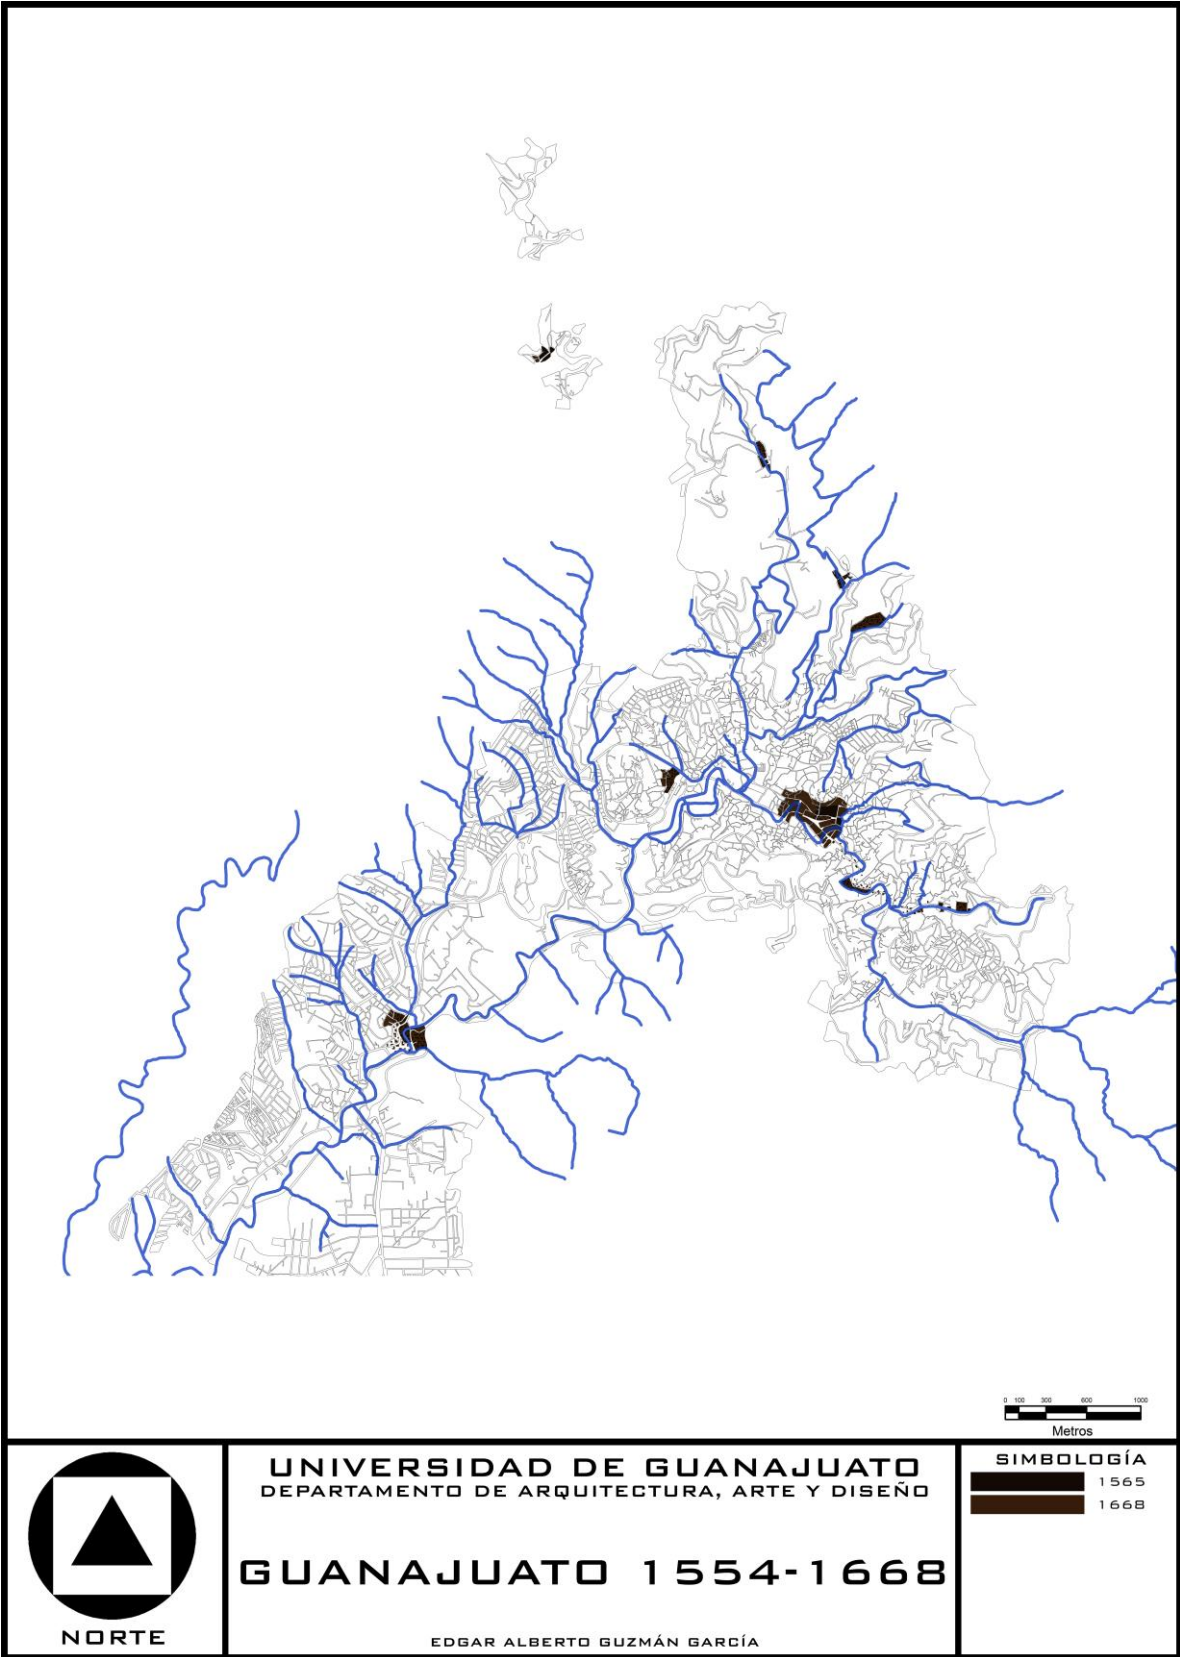 0 100 300 600 1000
Metros
NORTE
UNIVERSIDAD DE GUANAJUATO
DEPARTAMENTO DE ARQUITECTURA, ARTE Y DISEÑO
GUANAJUATO 1554-1668
EDGAR ALBERTO GUZMÁN GARCÍA
SIMBOLOGÍA
1565
1668